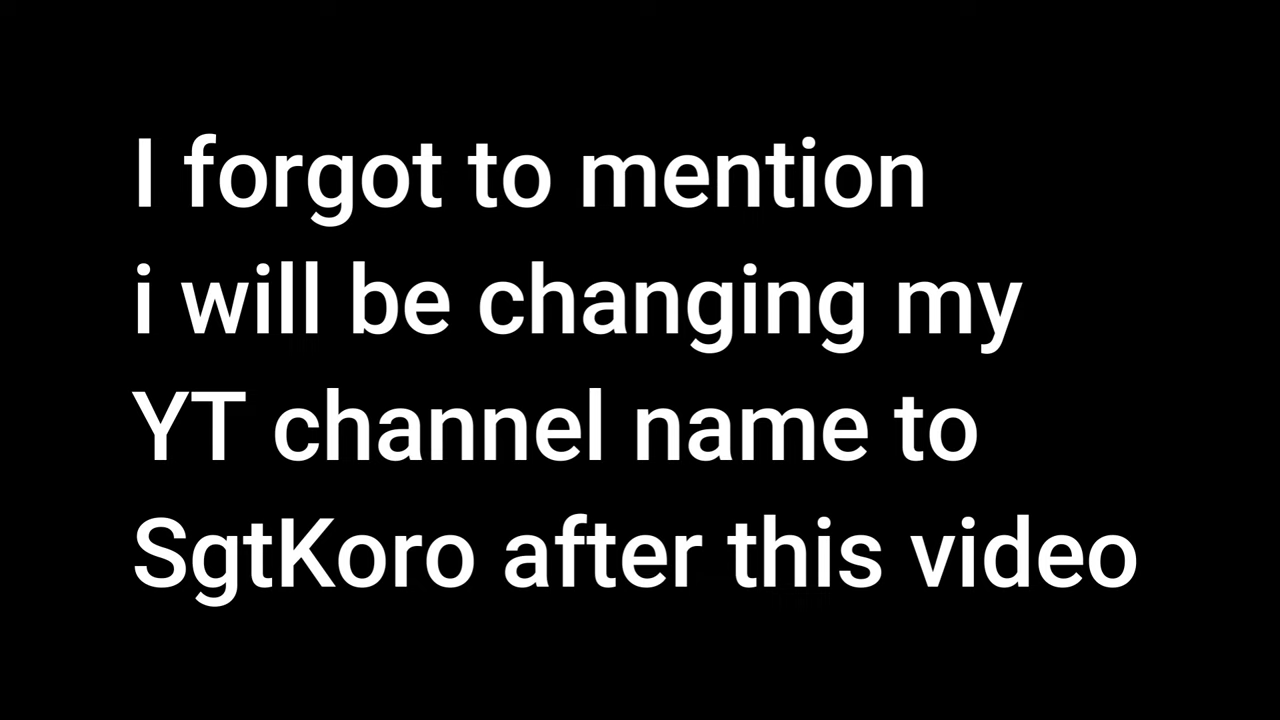 I forgot to mention
i will be changing my
YT channel name to
SgtKoro after this video